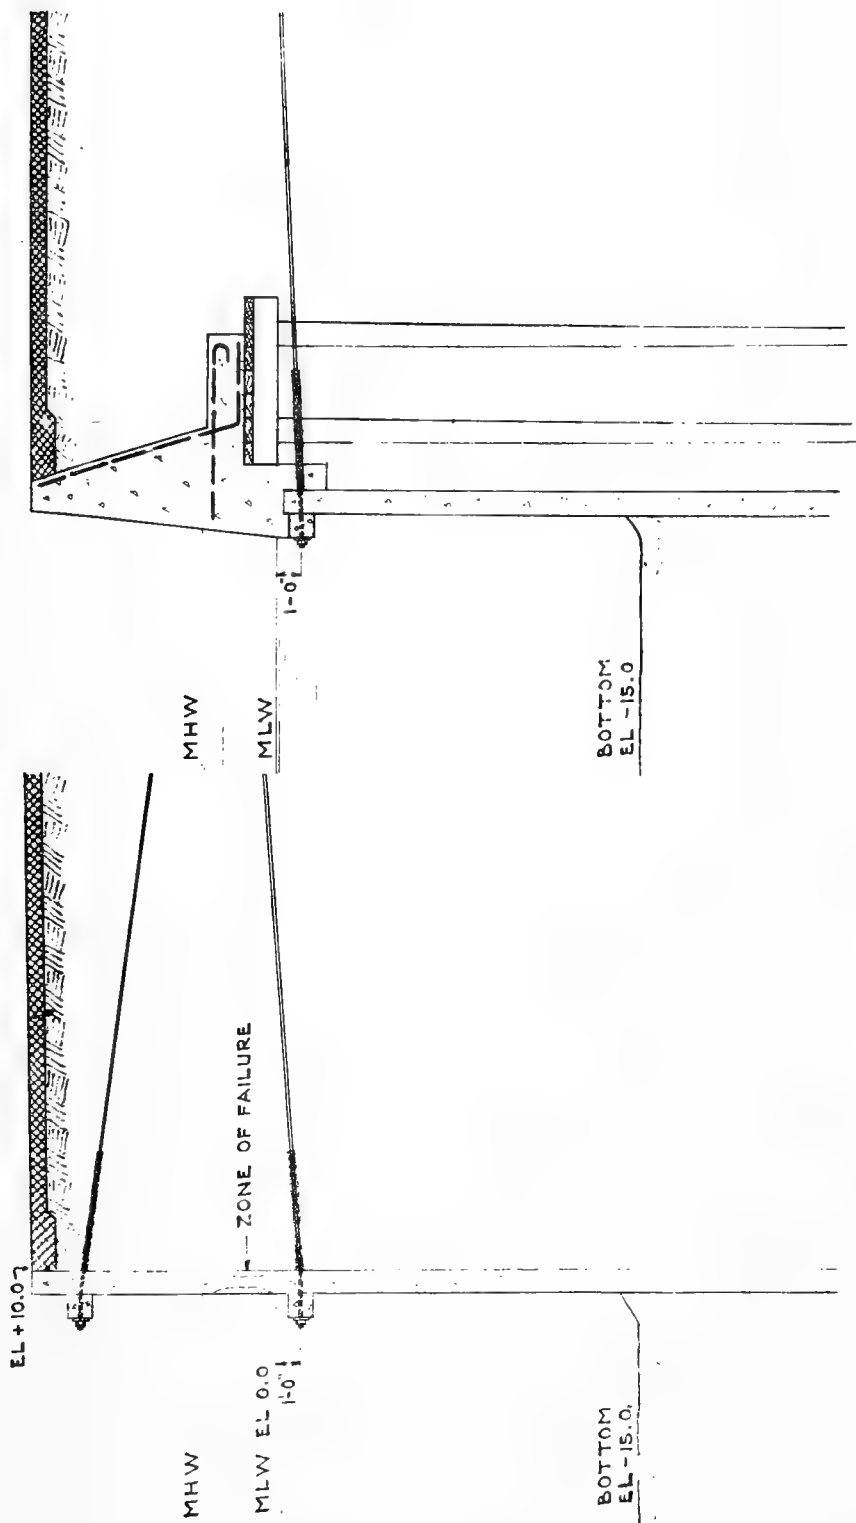 EL + 10.0
MHW
MLW EL 0.0
1-0"
ZONE OF FAILURE
BOTTOM
EL -15.0
MHW
MLW
1-0"
BOTTOM
EL -15.0